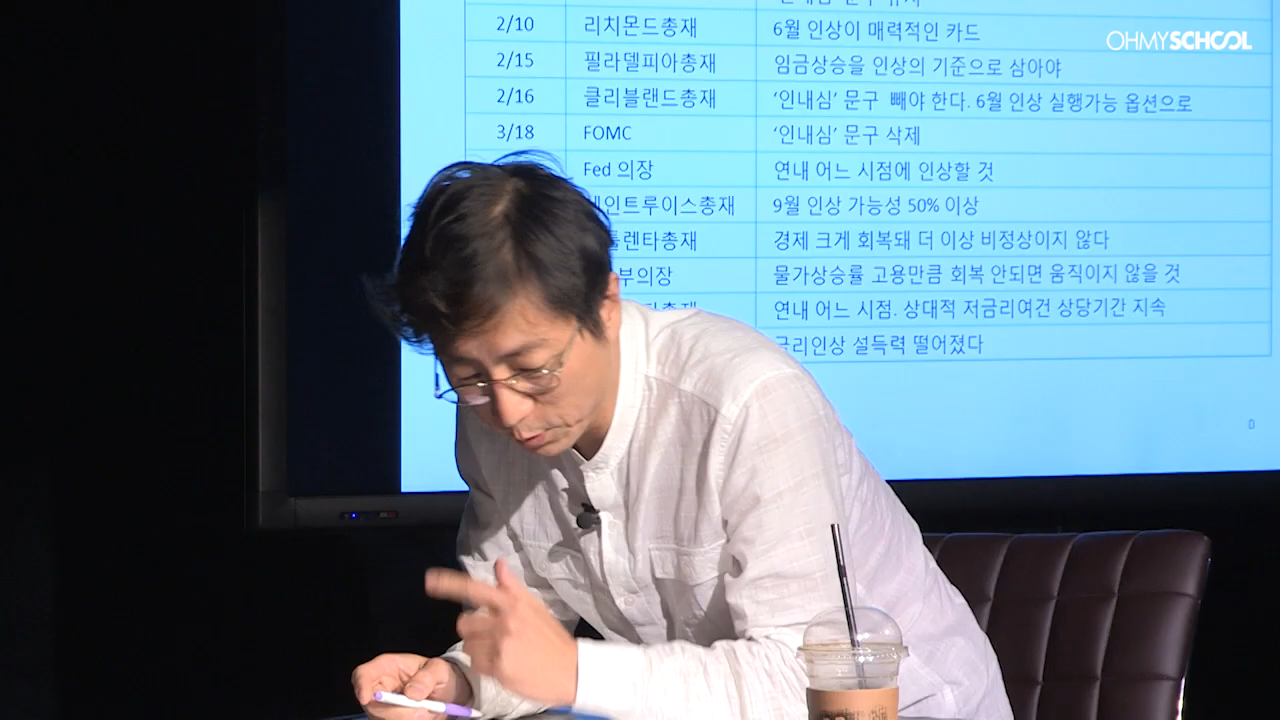 OHMYSCHOOL
2/10 리치몬드총재 6월 인상이 매력적인 카드
2/15 필라델피아총재 임금상승을 인상의 기준으로 삼아야
2/16 클리블랜드총재 ‘인내심’ 문구 빼야 한다. 6월 인상 실행가능 옵션으로
3/18 FOMC ‘인내심’ 문구 삭제
Fed 의장 연내 어느 시점에 인상할 것
인트루이스총재 9월 인상 가능성 50% 이상
틀렌타총재 경제 크게 회복돼 더 이상 비정상이지 않다
부의장 물가상승률 고용만큼 회복 안되면 움직이지 않을 것
연내 어느 시점. 상대적 저금리여건 상당기간 지속
금리인상 설득력 떨어졌다